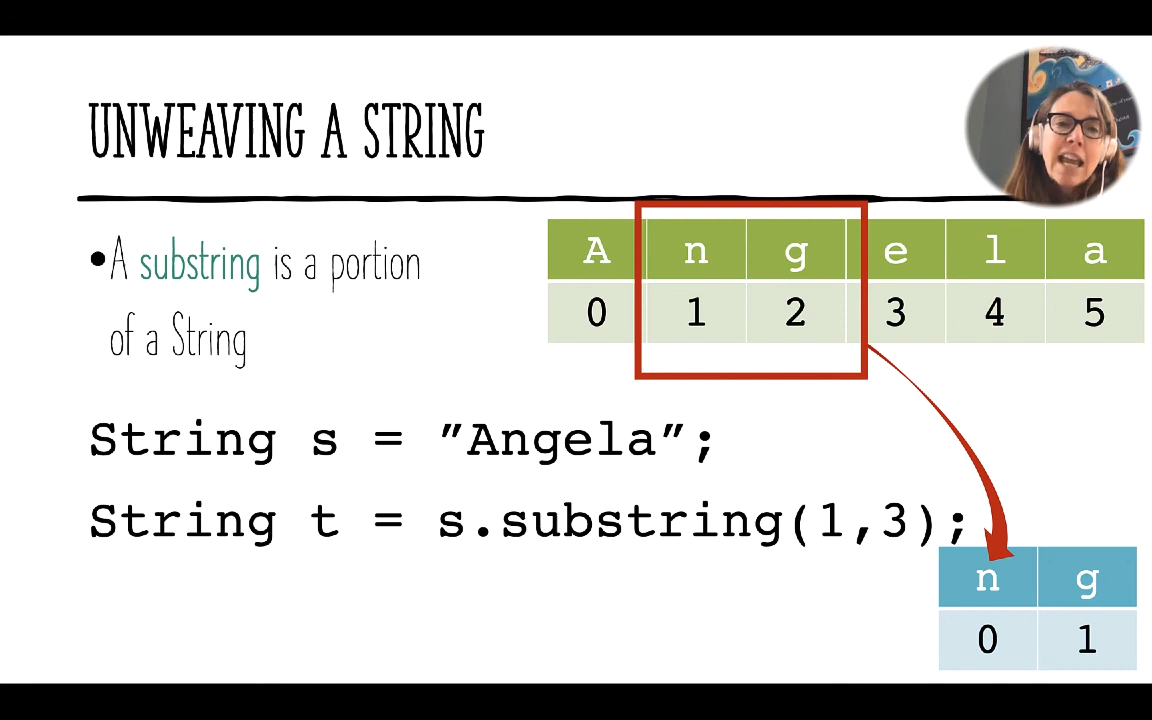 UNWEAVING A STRING
•A substring is a portion
of a String
A n g e l a
0 1 2 3 4 5
String s = ”Angela”;
String t = s.substring(1,3);
n g
0 1